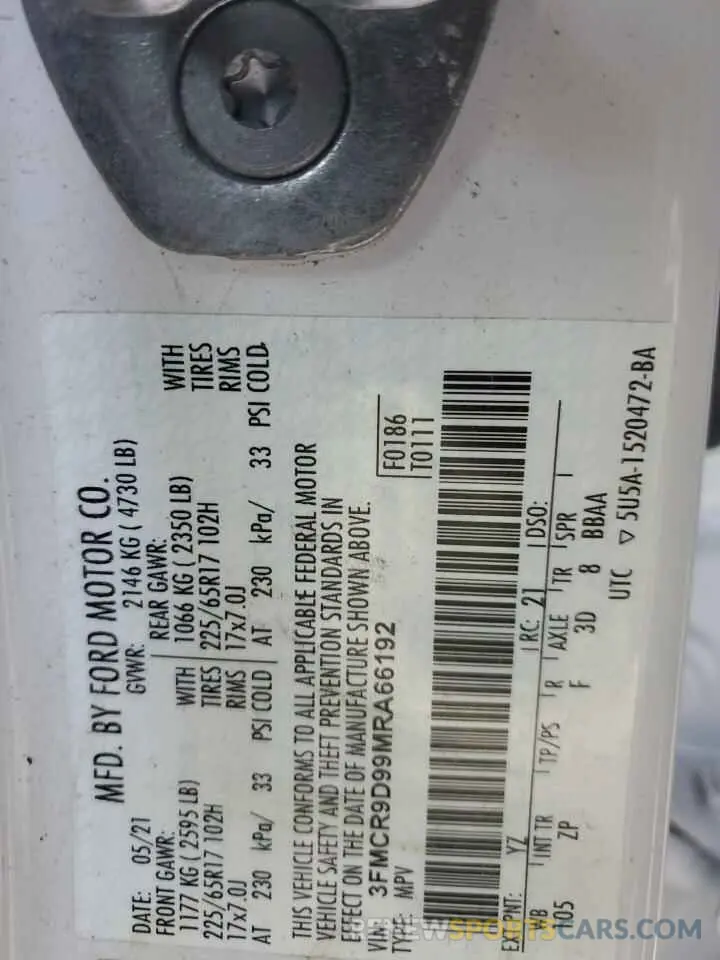 MFD. BY FORD MOTOR CO.
DATE: 05/21 GVWR: 2146 KG ( 4730 LB)
FRONT GAWR: REAR GAWR:
1177 KG ( 2595 LB) WITH 1066 KG ( 2350 LB) WITH
225/65R17 102H TIRES 225/65R17 102H TIRES
17x7.0J RIMS 17x7.0J RIMS
AT 230 kPa/ 33 PSI COLD AT 230 kPa/ 33 PSI COLD
THIS VEHICLE CONFORMS TO ALL APPLICABLE FEDERAL MOTOR
VEHICLE SAFETY AND THEFT PREVENTION STANDARDS IN
EFFECT ON THE DATE OF MANUFACTURE SHOWN ABOVE.
VIN: 3FMCR9D99MRA66192 F0186
TYPE: MPV T0111
EXT PNT: YZ RC: 21 DSO:
WB INT TR TP/PS R AXLE TR SPR
105 ZP F 3D 8 BBAA
UTC ▽ 5U5A-1520472-BA
RENEWSPORTSCARS.COM